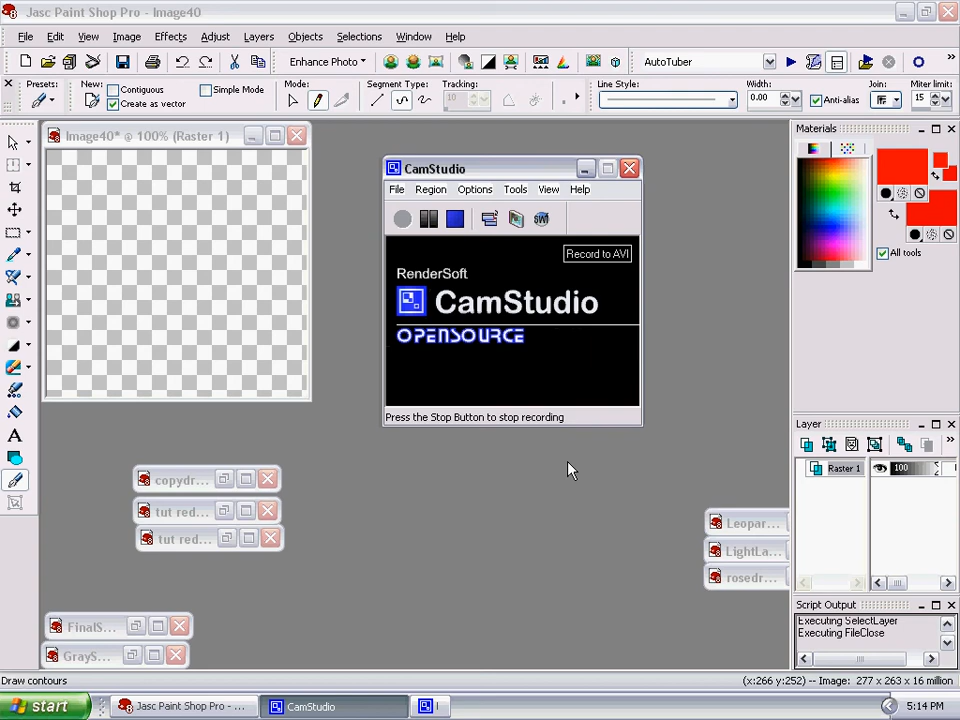 Jasc Paint Shop Pro - Image40
File Edit View Image Effects Adjust Layers Objects Selections Window Help
Enhance Photo
AutoTuber
Presets:
New:
Contiguous
Create as vector
Simple Mode
Mode:
Segment Type:
Tracking:
10
Line Style:
Width:
0.00
Anti-alias
Join:
Miter limit:
15
Image40* @ 100% (Raster 1)
CamStudio
File Region Options Tools View Help
Record to AVI
RenderSoft
CamStudio
OPENSOURCE
Press the Stop Button to stop recording
Materials
All tools
Layer
Raster 1
100
copydr...
tut red...
tut red...
Leopar...
LightLa...
rosedr...
FinalS...
GrayS...
Script Output
Executing SelectLayer
Executing FileClose
Draw contours
(x:266 y:252) -- Image: 277 x 263 x 16 million
start
Jasc Paint Shop Pro - ...
CamStudio
5:14 PM